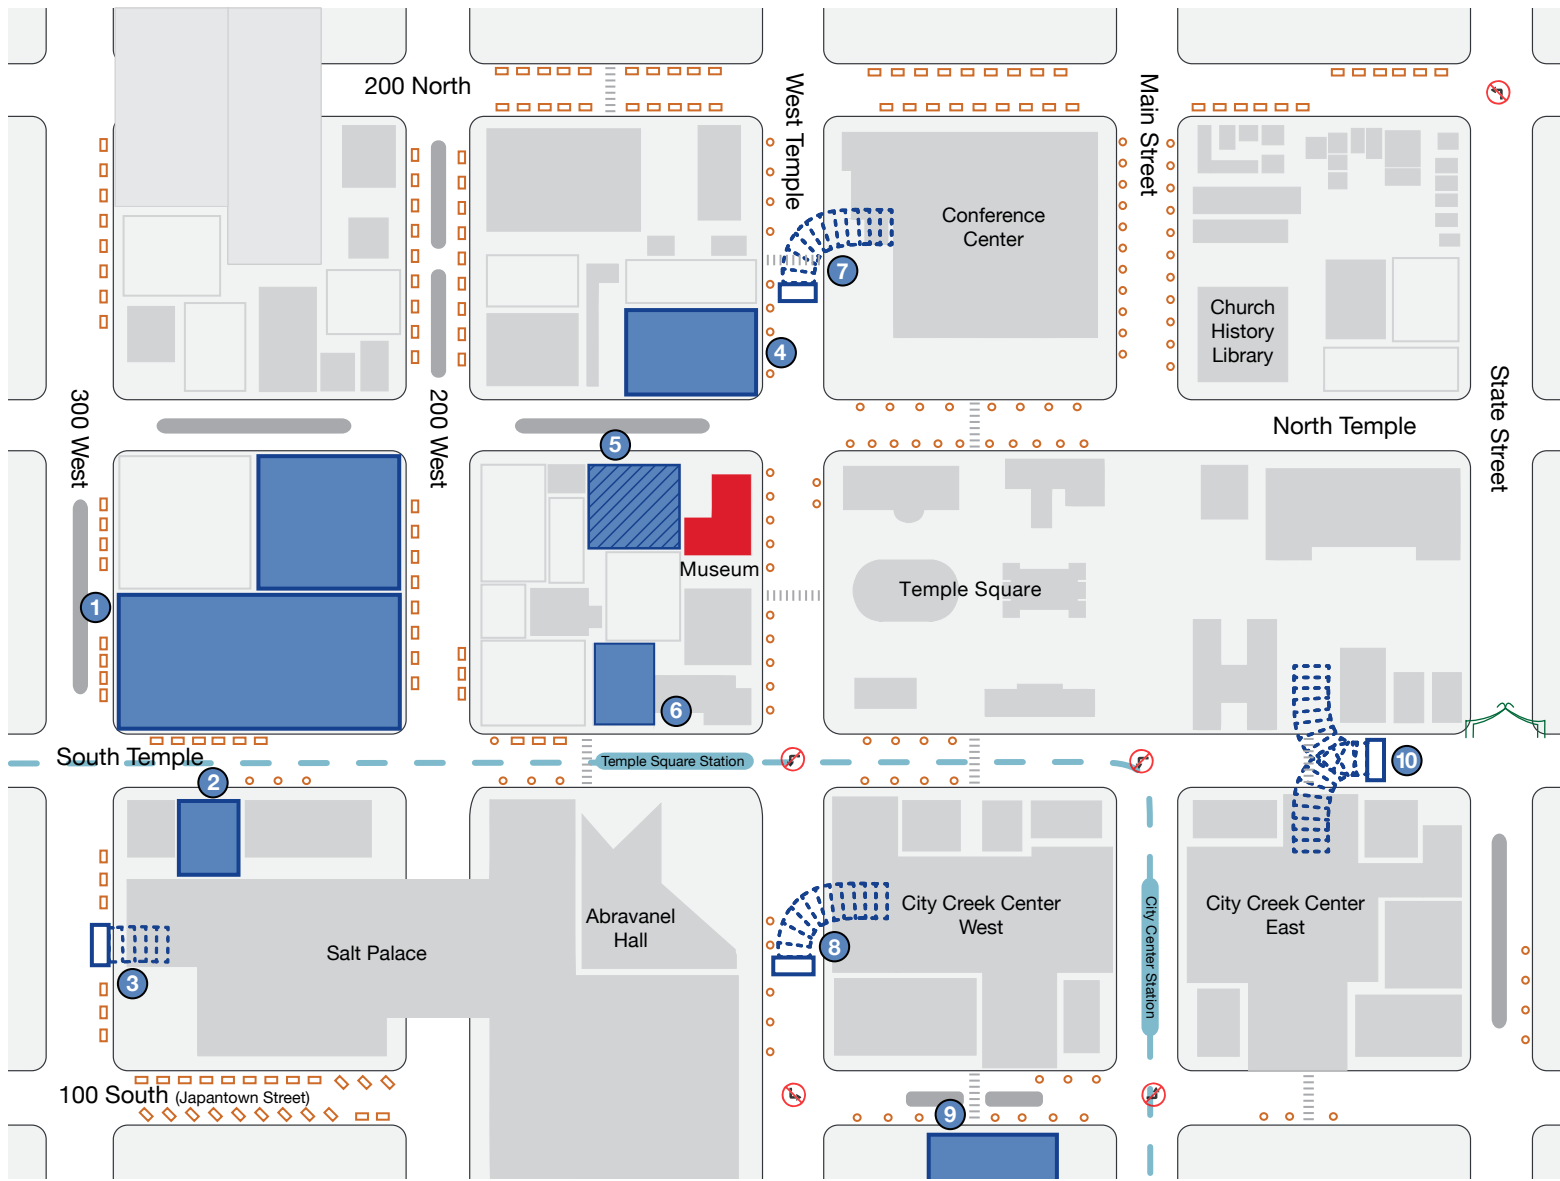 200 North
West Temple
Main Street
Conference
Center
7
4
Church
History
Library
300 West
200 West
State Street
North Temple
5
Museum
1
Temple Square
6
South Temple
Temple Square Station
10
2
Abravanel
Hall
City Creek Center
West
City Center Station
City Creek Center
East
Salt Palace
8
3
100 South (Japantown Street)
9